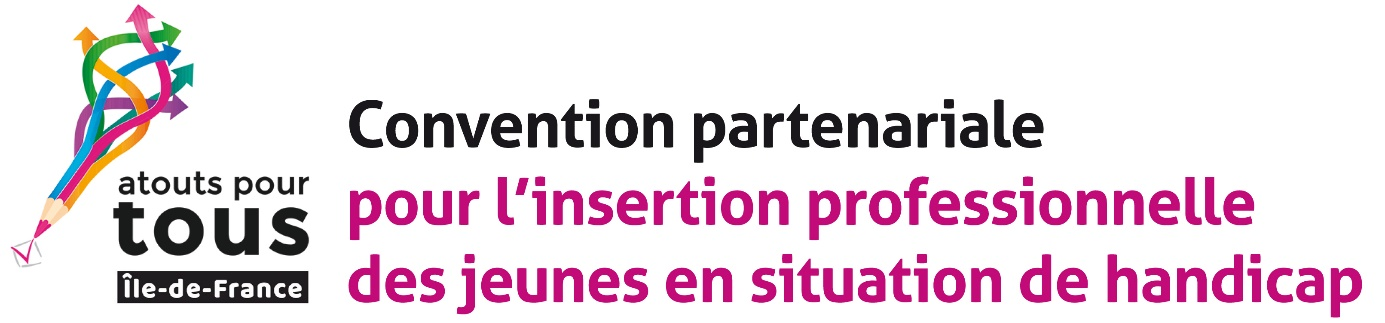 atouts pour
tous
Île-de-France
Convention partenariale
pour l’insertion professionnelle
des jeunes en situation de handicap